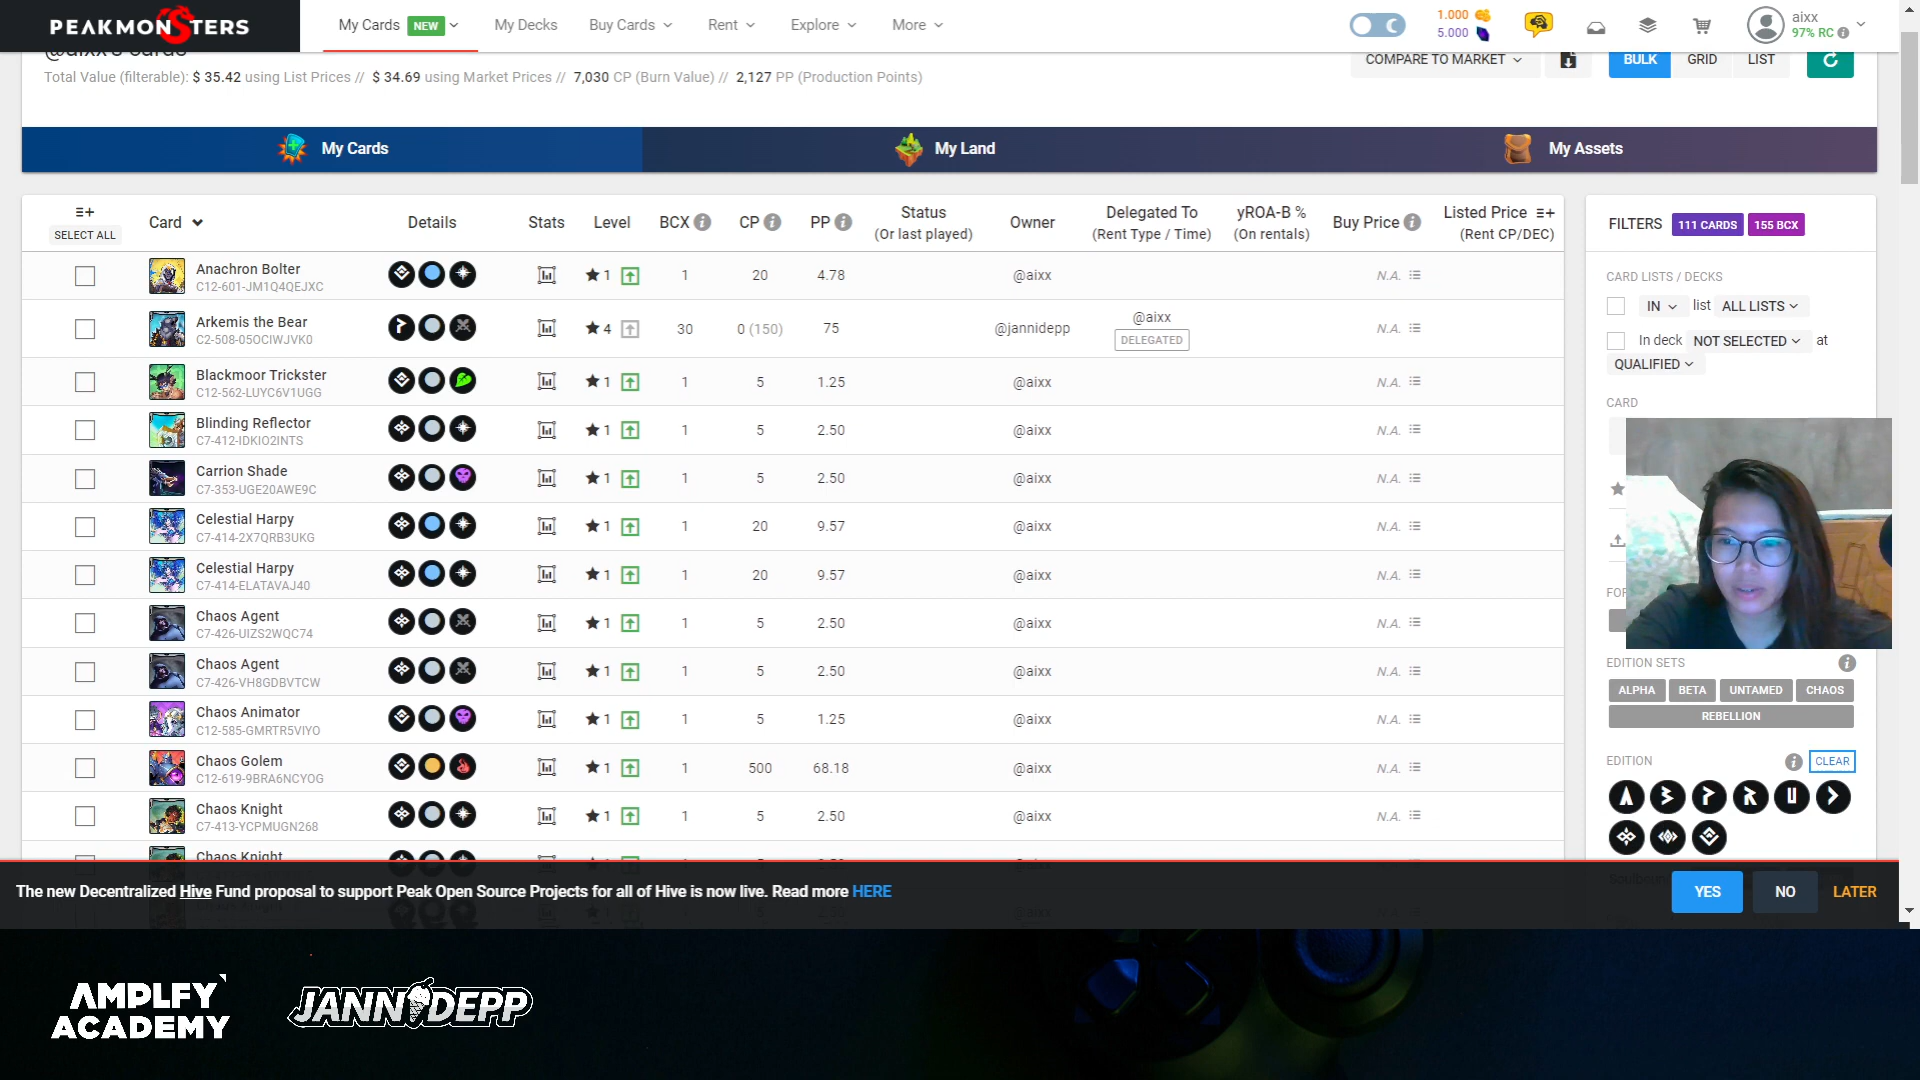 PEAKMONSTERS
My Cards NEW
My Decks
Buy Cards
Rent
Explore
More
1.000
5.000
aixx
97% RC
@aixx's cards
Total Value (filterable): $ 35.42 using List Prices // $ 34.69 using Market Prices // 7,030 CP (Burn Value) // 2,127 PP (Production Points)
COMPARE TO MARKET
BULK GRID LIST
My Cards
My Land
My Assets
SELECT ALL
Card
Details
Stats
Level
BCX
CP
PP
Status
(Or last played)
Owner
Delegated To
(Rent Type / Time)
yROA-B %
(On rentals)
Buy Price
Listed Price
(Rent CP/DEC)
Anachron Bolter
C12-601-JM1Q4QEJXC
1 1 20 4.78 @aixx N.A.
Arkemis the Bear
C2-508-05OCIWJVK0
4 30 0 (150) 75 @jannidepp @aixx N.A.
DELEGATED
Blackmoor Trickster
C12-562-LUYC6V1UGG
1 1 5 1.25 @aixx N.A.
Blinding Reflector
C7-412-IDKIO2INTS
1 1 5 2.50 @aixx N.A.
Carrion Shade
C7-353-UGE20AWE9C
1 1 5 2.50 @aixx N.A.
Celestial Harpy
C7-414-2X7QRB3UKG
1 1 20 9.57 @aixx N.A.
Celestial Harpy
C7-414-ELATAVAJ40
1 1 20 9.57 @aixx N.A.
Chaos Agent
C7-426-UIZS2WQC74
1 1 5 2.50 @aixx N.A.
Chaos Agent
C7-426-VH8GDBVTCW
1 1 5 2.50 @aixx N.A.
Chaos Animator
C12-585-GMRTR5VIYO
1 1 5 1.25 @aixx N.A.
Chaos Golem
C12-619-9BRA6NCYOG
1 1 500 68.18 @aixx N.A.
Chaos Knight
C7-413-YCPMUGN268
1 1 5 2.50 @aixx N.A.
Chaos Knight
FILTERS 111 CARDS 155 BCX
CARD LISTS / DECKS
IN list ALL LISTS
In deck NOT SELECTED at
QUALIFIED
CARD
EDITION SETS
ALPHA BETA UNTAMED CHAOS
REBELLION
EDITION CLEAR
The new Decentralized Hive Fund proposal to support Peak Open Source Projects for all of Hive is now live. Read more HERE
YES NO LATER
AMPLFY
ACADEMY
JANNIDEPP